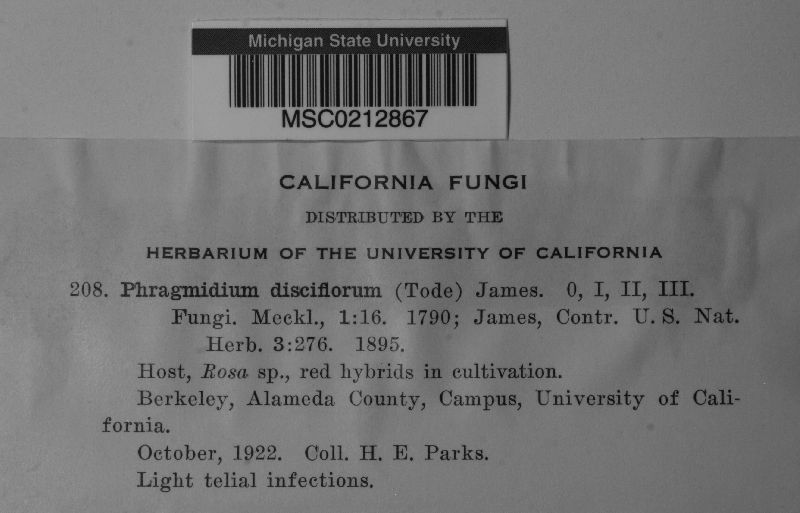 Michigan State University
MSC0212867
CALIFORNIA FUNGI
DISTRIBUTED BY THE
HERBARIUM OF THE UNIVERSITY OF CALIFORNIA
208. Phragmidium disciflorum (Tode) James. 0, I, II, III.
Fungi. Meckl., 1:16. 1790; James, Contr. U. S. Nat.
Herb. 3:276. 1895.
Host, Rosa sp., red hybrids in cultivation.
Berkeley, Alameda County, Campus, University of Cali-
fornia.
October, 1922. Coll. H. E. Parks.
Light telial infections.